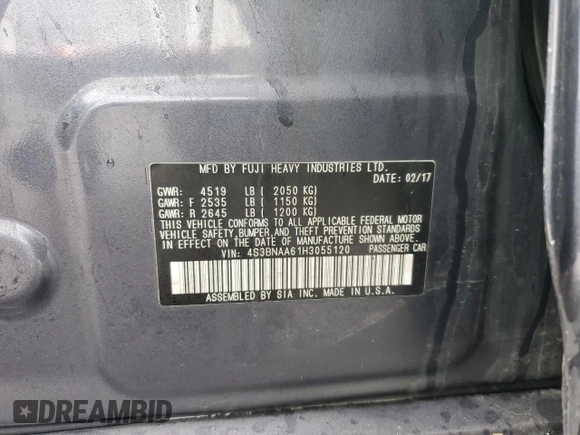 MFD BY FUJI HEAVY INDUSTRIES LTD.
DATE: 02/17
GVWR: 4519 LB ( 2050 KG)
GAWR: F 2535 LB ( 1150 KG)
GAWR: R 2645 LB ( 1200 KG)
THIS VEHICLE CONFORMS TO ALL APPLICABLE FEDERAL MOTOR
VEHICLE SAFETY,BUMPER,AND THEFT PREVENTION STANDARDS
IN EFFECT ON THE DATE OF MANUFACTURE SHOWN ABOVE.
VIN: 4S3BNAA61H3055120 PASSENGER CAR
ASSEMBLED BY SIA INC. MADE IN U.S.A.
DREAMBID